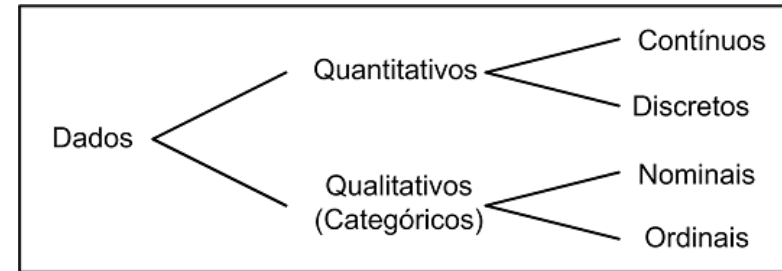 Contínuos
Quantitativos
Discretos
Dados
Nominais
Qualitativos
(Categóricos)
Ordinais